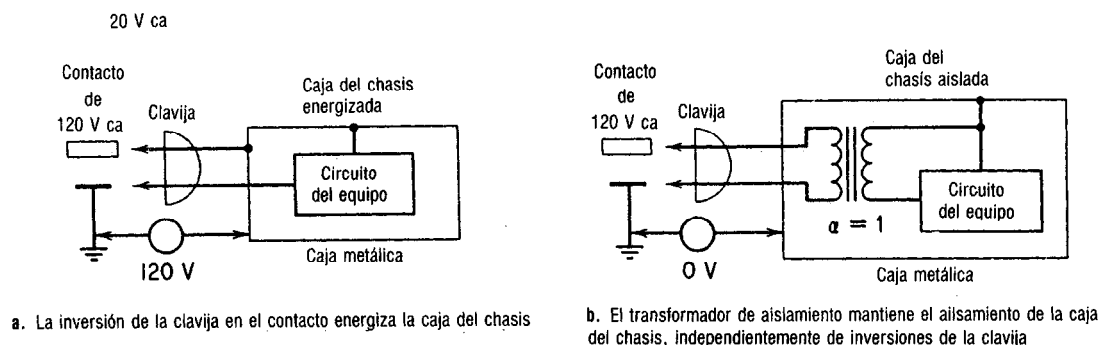 20 V ca
Contacto
de
120 V ca
Clavija
Caja del chasis
energizada
Circuito
del equipo
120 V
Caja metálica
a. La inversión de la clavija en el contacto energiza la caja del chasis
Contacto
de
120 V ca
Clavija
Caja del
chasís aislada
Circuito
del equipo
α = 1
0 V
Caja metálica
b. El transformador de aislamiento mantiene el ailsamiento de la caja
del chasis, independientemente de inversiones de la clavija